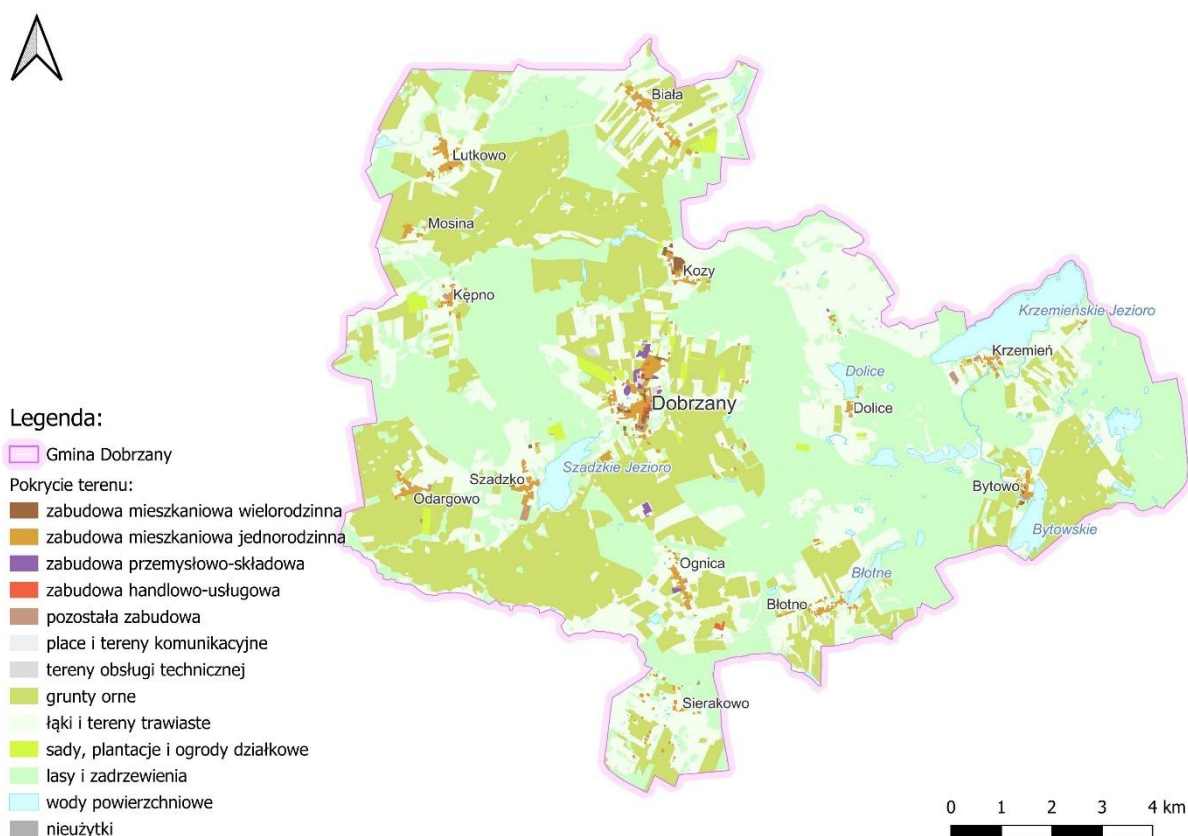 Biała
Lutkowo
Mosina
Kozy
Kępno
Krzemieńskie Jezioro
Krzemień
Dolice
Dobrzany
Dolice
Legenda:
Gmina Dobrzany
Pokrycie terenu:
zabudowa mieszkaniowa wielorodzinna
zabudowa mieszkaniowa jednorodzinna
zabudowa przemysłowo-składowa
zabudowa handlowo-usługowa
pozostała zabudowa
place i tereny komunikacyjne
tereny obsługi technicznej
grunty orne
łąki i tereny trawiaste
sady, plantacje i ogrody działkowe
lasy i zadrzewienia
wody powierzchniowe
nieużytki
Szadzkie Jezioro
Szadzko
Odargowo
Bytowo
Bytowskie
Ognica
Błotne
Błotno
Sierakowo
0 1 2 3 4 km